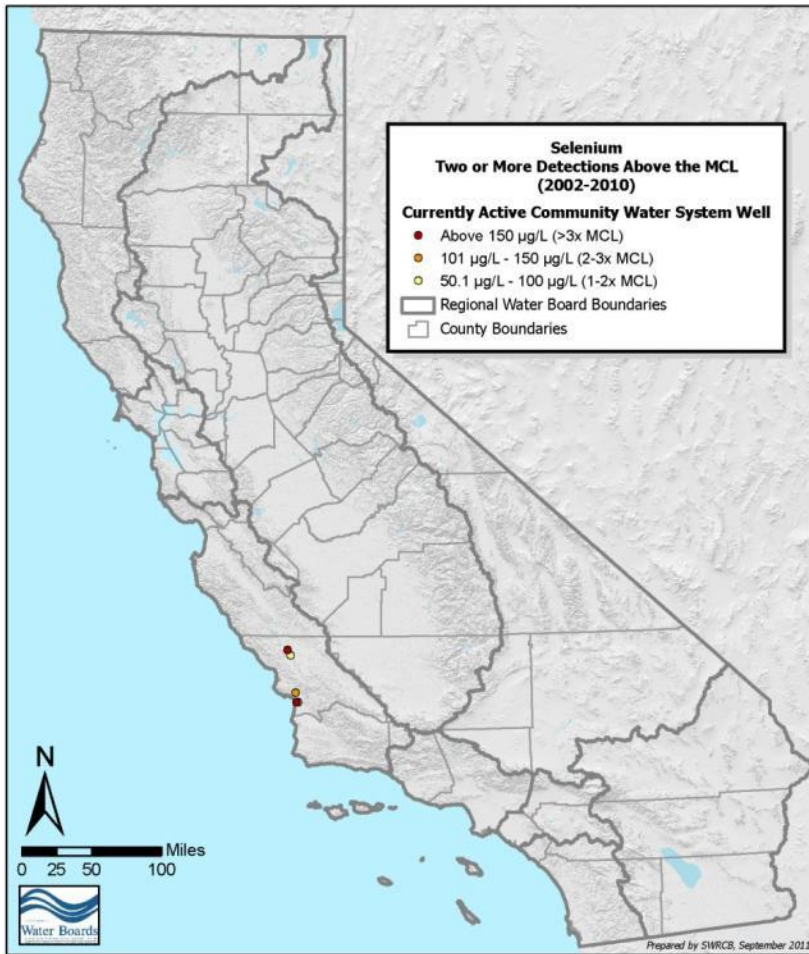 Selenium
Two or More Detections Above the MCL
(2002-2010)
Currently Active Community Water System Well
Above 150 µg/L (>3x MCL)
101 µg/L - 150 µg/L (2-3x MCL)
50.1 µg/L - 100 µg/L (1-2x MCL)
Regional Water Board Boundaries
County Boundaries
N
Miles
0 25 50 100
Water Boards
Prepared by SWRCB, September 2011